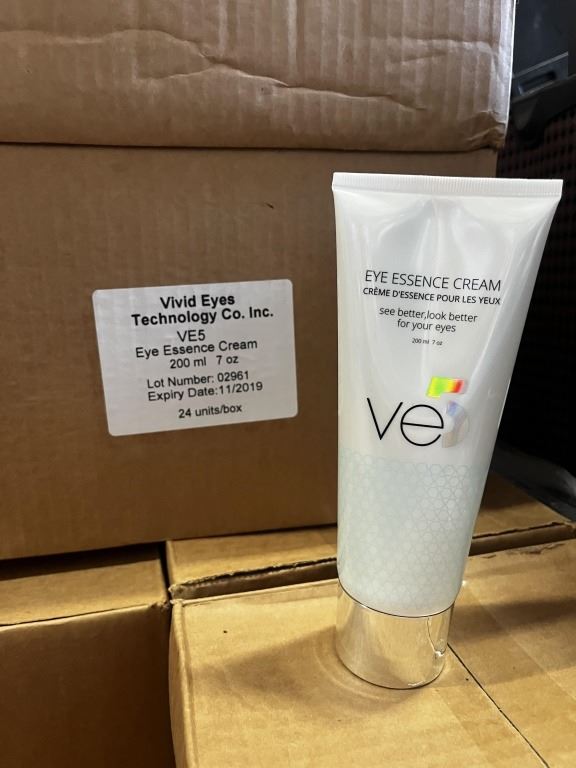 Vivid Eyes
Technology Co. Inc.
VE5
Eye Essence Cream
200 ml 7 oz
Lot Number: 02961
Expiry Date:11/2019
24 units/box
EYE ESSENCE CREAM
CRÈME D'ESSENCE POUR LES YEUX
see better,look better
for your eyes
200 ml 7 oz
ve5